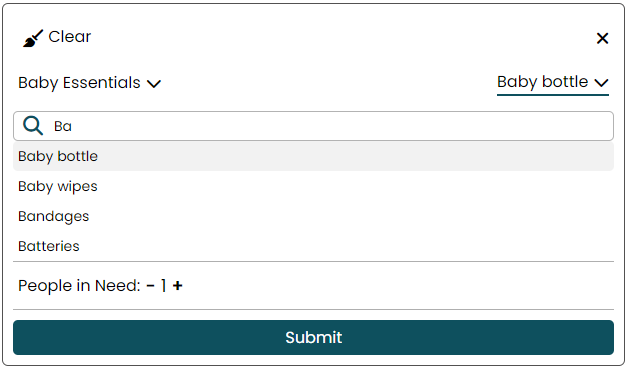 Clear
Baby Essentials
Baby bottle
Ba
Baby bottle
Baby wipes
Bandages
Batteries
People in Need: - 1 +
Submit